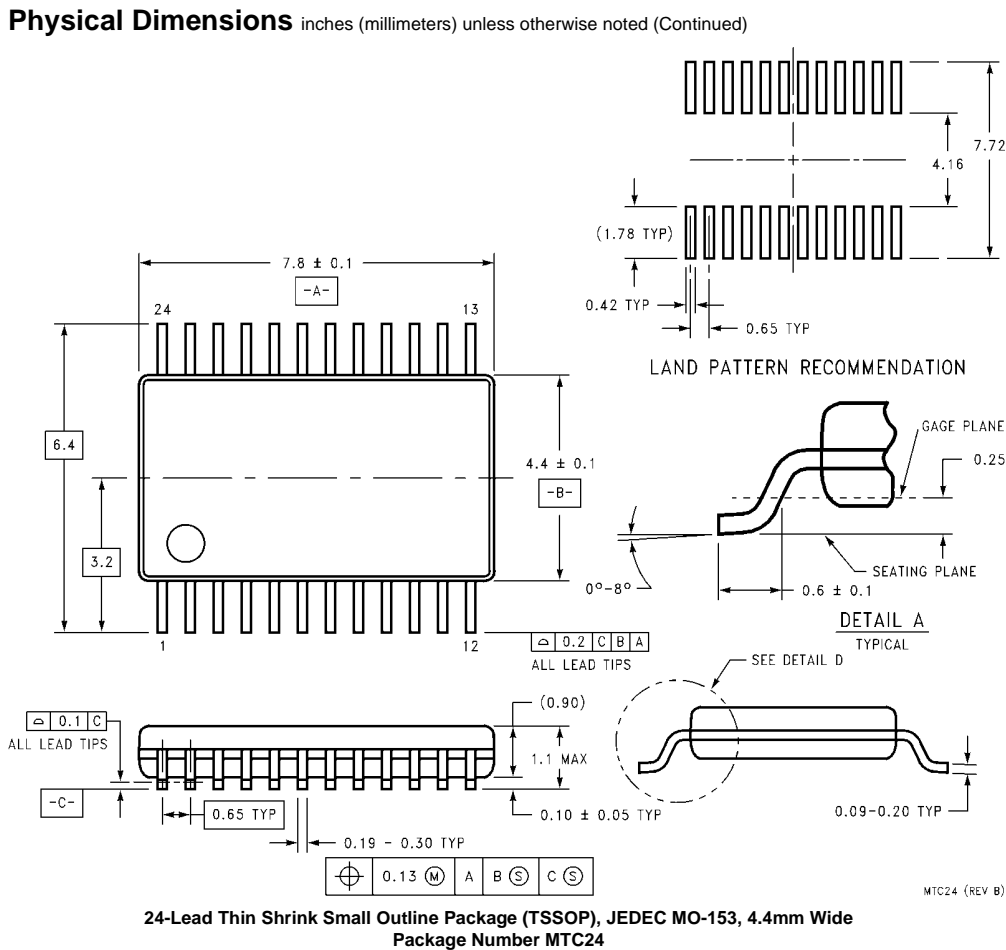 Physical Dimensions inches (millimeters) unless otherwise noted (Continued)
7.72
4.16
(1.78 TYP)
0.42 TYP
0.65 TYP
LAND PATTERN RECOMMENDATION
7.8 ± 0.1
-A-
24
13
6.4
3.2
4.4 ± 0.1
-B-
1
12
⌓ 0.2 C B A
ALL LEAD TIPS
GAGE PLANE
0.25
SEATING PLANE
0°-8°
0.6 ± 0.1
DETAIL A
TYPICAL
SEE DETAIL D
(0.90)
⌓ 0.1 C
ALL LEAD TIPS
1.1 MAX
-C-
0.65 TYP
0.10 ± 0.05 TYP
0.09-0.20 TYP
0.19 - 0.30 TYP
⌖ 0.13 Ⓜ A B Ⓢ C Ⓢ
MTC24 (REV B)
24-Lead Thin Shrink Small Outline Package (TSSOP), JEDEC MO-153, 4.4mm Wide
Package Number MTC24